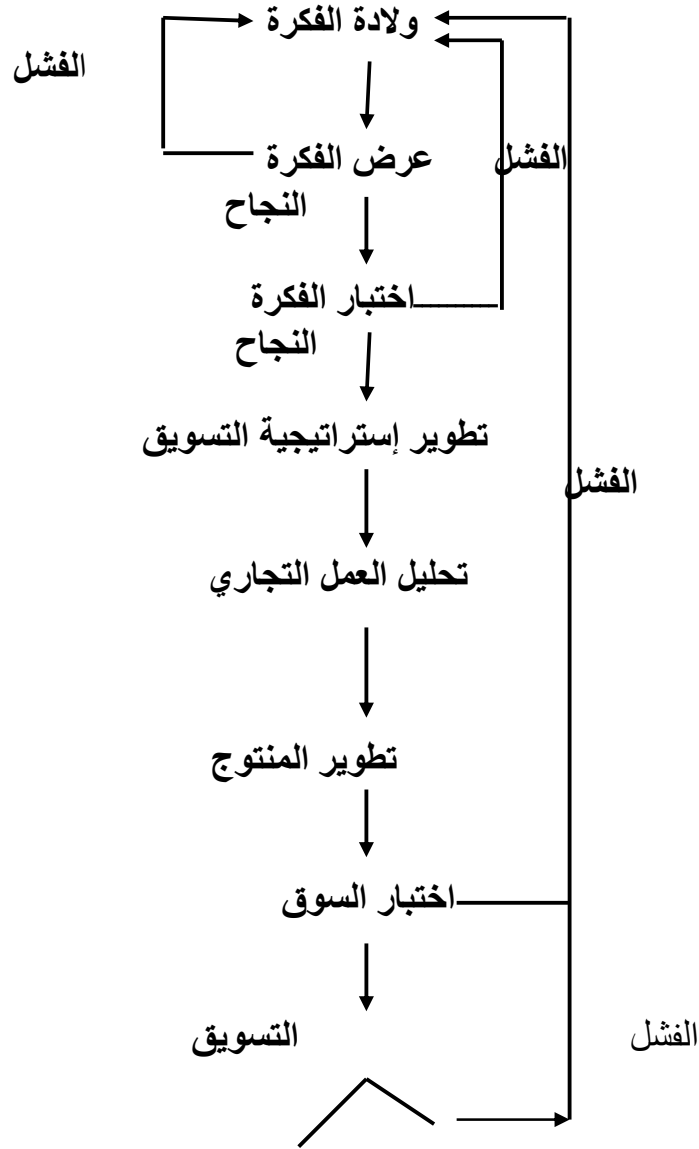 ولادة الفكرة
الفشل
عرض الفكرة
الفشل
النجاح
اختبار الفكرة
النجاح
تطوير إستراتيجية التسويق
الفشل
تحليل العمل التجاري
تطوير المنتوج
اختبار السوق
التسويق
الفشل